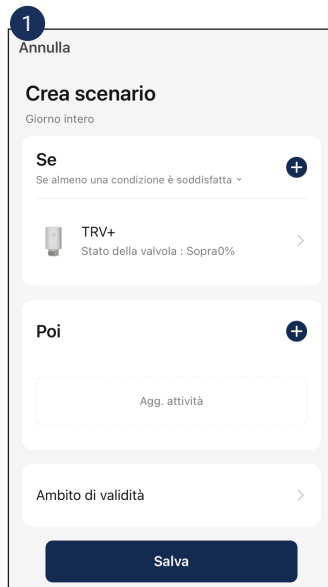 1
Annulla
Crea scenario
Giorno intero
Se
Se almeno una condizione è soddisfatta
TRV+
Stato della valvola : Sopra0%
Poi
Agg. attività
Ambito di validità
Salva